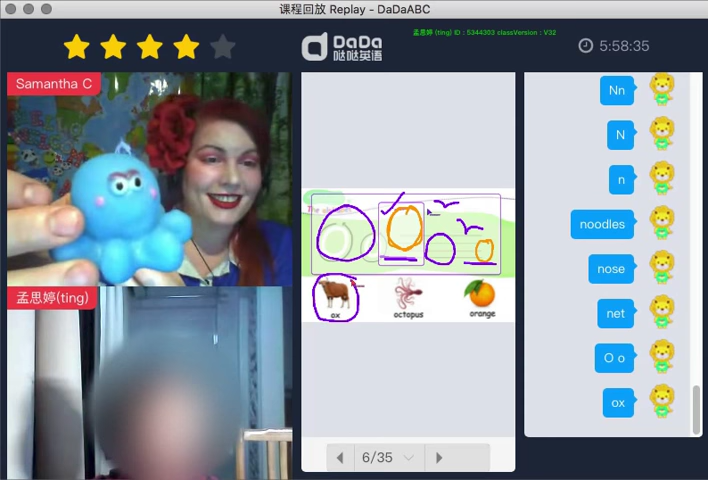 课程回放 Replay - DaDaABC
孟思婷 (ting) ID : 5344303 classVersion : V32
DaDa
哒哒英语
5:58:35
Samantha C
孟思婷(ting)
ox
octopus
orange
6/35
Nn
N
n
noodles
nose
net
O o
ox